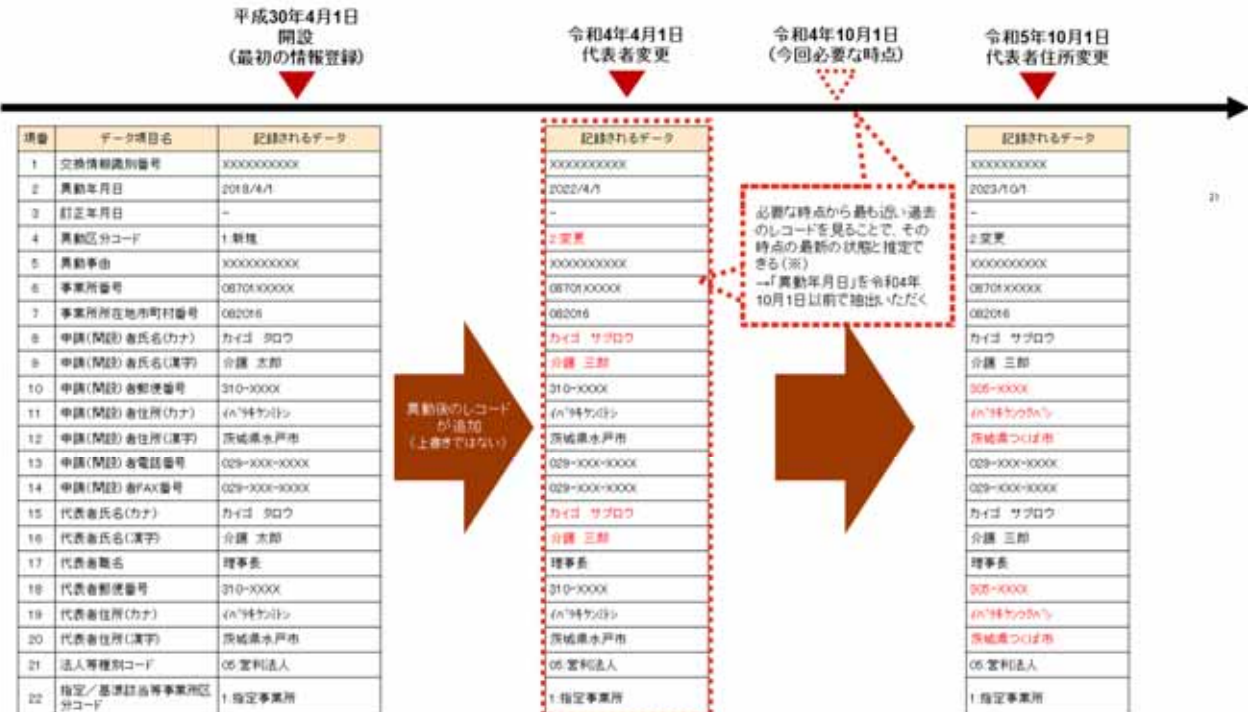 平成30年4月1日
開設
(最初の情報登録)
令和4年4月1日
代表者変更
令和4年10月1日
(今回必要な時点)
令和5年10月1日
代表者住所変更
項番 データ項目名 記録されるデータ
1 交換情報識別番号 XXXXXXXXXX
2 異動年月日 2018/4/1
3 訂正年月日 -
4 異動区分コード 1:新規
5 異動事由 XXXXXXXXXX
6 事業所番号 08701XXXXX
7 事業所所在地市町村番号 082016
8 申請(開設)者氏名(カナ) カイゴ タロウ
9 申請(開設)者氏名(漢字) 介護 太郎
10 申請(開設)者郵便番号 310-XXXX
11 申請(開設)者住所(カナ) イバラキケンミトシ
12 申請(開設)者住所(漢字) 茨城県水戸市
13 申請(開設)者電話番号 029-XXX-XXXX
14 申請(開設)者FAX番号 029-XXX-XXXX
15 代表者氏名(カナ) カイゴ タロウ
16 代表者氏名(漢字) 介護 太郎
17 代表者職名 理事長
18 代表者郵便番号 310-XXXX
19 代表者住所(カナ) イバラキケンミトシ
20 代表者住所(漢字) 茨城県水戸市
21 法人等種別コード 05:営利法人
22 指定/基準該当等事業所区
分コード 1:指定事業所
異動後のレコード
が追加
(上書きではない)
記録されるデータ
XXXXXXXXXX
2022/4/1
-
2:変更
XXXXXXXXXX
08701XXXXX
082016
カイゴ サブロウ
介護 三郎
310-XXXX
イバラキケンミトシ
茨城県水戸市
029-XXX-XXXX
029-XXX-XXXX
カイゴ サブロウ
介護 三郎
理事長
310-XXXX
イバラキケンミトシ
茨城県水戸市
05:営利法人
1:指定事業所
必要な時点から最も近い過去
のレコードを見ることで、その
時点の最新の状態と推定で
きる(※)
→「異動年月日」を令和4年
10月1日以前で抽出いただく
記録されるデータ
XXXXXXXXXX
2023/10/1
-
2:変更
XXXXXXXXXX
08701XXXXX
082016
カイゴ サブロウ
介護 三郎
305-XXXX
イバラキケンツクバシ
茨城県つくば市
029-XXX-XXXX
029-XXX-XXXX
カイゴ サブロウ
介護 三郎
理事長
305-XXXX
イバラキケンツクバシ
茨城県つくば市
05:営利法人
1:指定事業所
21